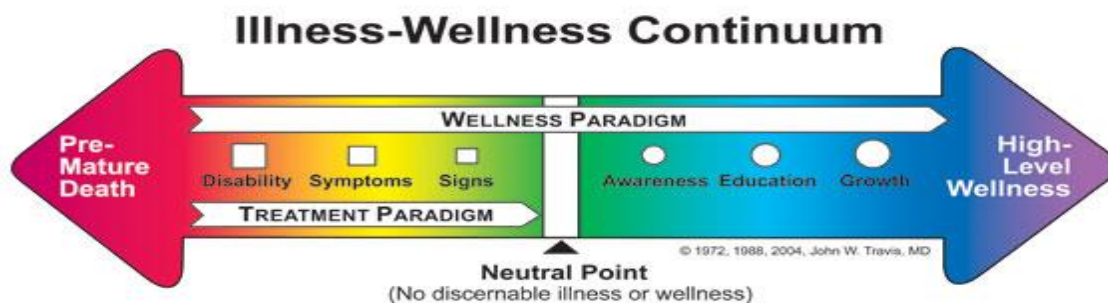 Illness-Wellness Continuum
WELLNESS PARADIGM
Pre-
Mature
Death
High-
Level
Wellness
Disability Symptoms Signs Awareness Education Growth
TREATMENT PARADIGM
© 1972, 1988, 2004, John W. Travis, MD
Neutral Point
(No discernable illness or wellness)